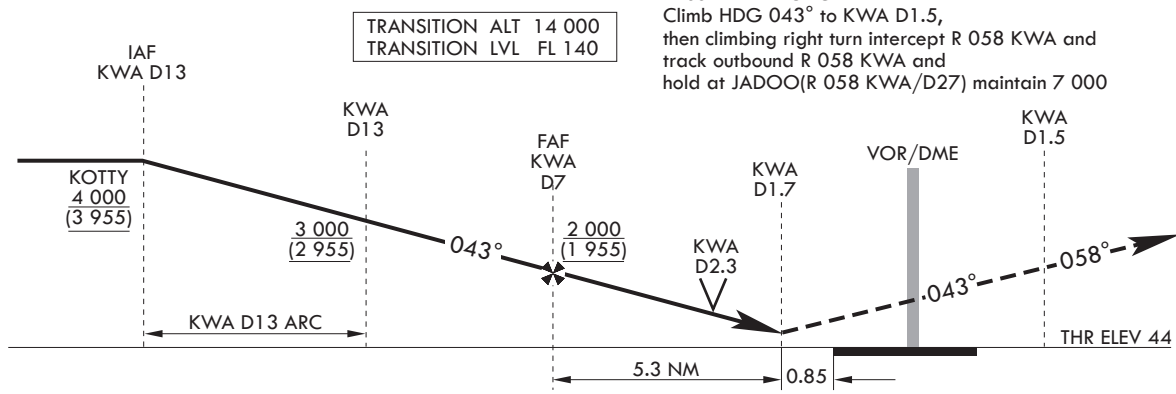 TRANSITION ALT 14 000
TRANSITION LVL FL 140
Climb HDG 043° to KWA D1.5,
then climbing right turn intercept R 058 KWA and
track outbound R 058 KWA and
hold at JADOO(R 058 KWA/D27) maintain 7 000
IAF
KWA D13
KWA
D13
FAF
KWA
D7
KWA
D1.7
VOR/DME
KWA
D1.5
KOTTY
4 000
(3 955)
3 000
(2 955)
043°
2 000
(1 955)
KWA
D2.3
043°
058°
KWA D13 ARC
THR ELEV 44
5.3 NM
0.85